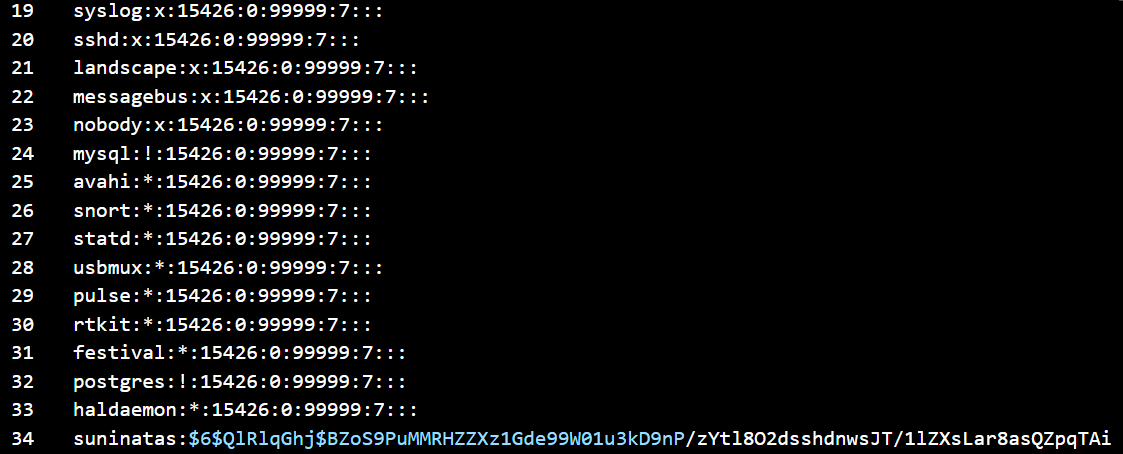 19 syslog:x:15426:0:99999:7:::
20 sshd:x:15426:0:99999:7:::
21 landscape:x:15426:0:99999:7:::
22 messagebus:x:15426:0:99999:7:::
23 nobody:x:15426:0:99999:7:::
24 mysql:!:15426:0:99999:7:::
25 avahi:*:15426:0:99999:7:::
26 snort:*:15426:0:99999:7:::
27 statd:*:15426:0:99999:7:::
28 usbmux:*:15426:0:99999:7:::
29 pulse:*:15426:0:99999:7:::
30 rtkit:*:15426:0:99999:7:::
31 festival:*:15426:0:99999:7:::
32 postgres:!:15426:0:99999:7:::
33 haldaemon:*:15426:0:99999:7:::
34 suninatas:$6$QlRlqGhj$BZoS9PuMMRHZZXz1Gde99W01u3kD9nP/zYtl8O2dsshdnwsJT/1lZXsLar8asQZpqTAi